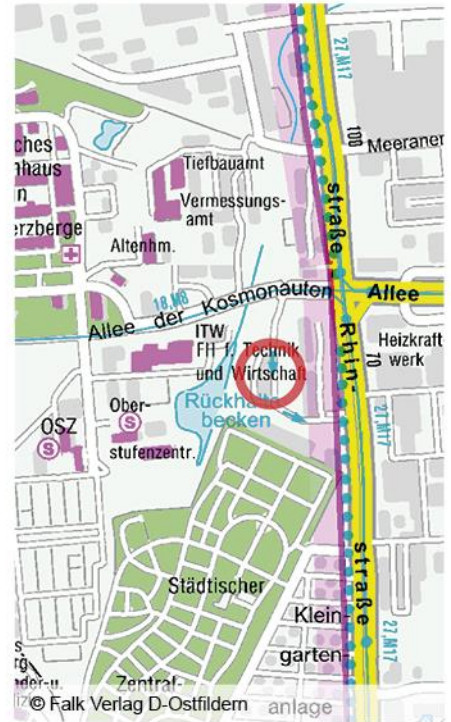 27, M17
100
Meeraner
straße
ches
nhaus
n
erzberge
Tiefbauamt
Vermessungs-
amt
Altenhm.
18, M8
Allee der Kosmonauten
Allee
ITW
FH f. Technik
und Wirtschaft
Rhin-
70
Heizkraft
werk
Rückhalte
becken
21, M17
OSZ
S
Ober-
S
stufenzentr.
straße
Städtischer
Klein-
27, M17
garten-
Zentral-
anlage
© Falk Verlag D-Ostfildern